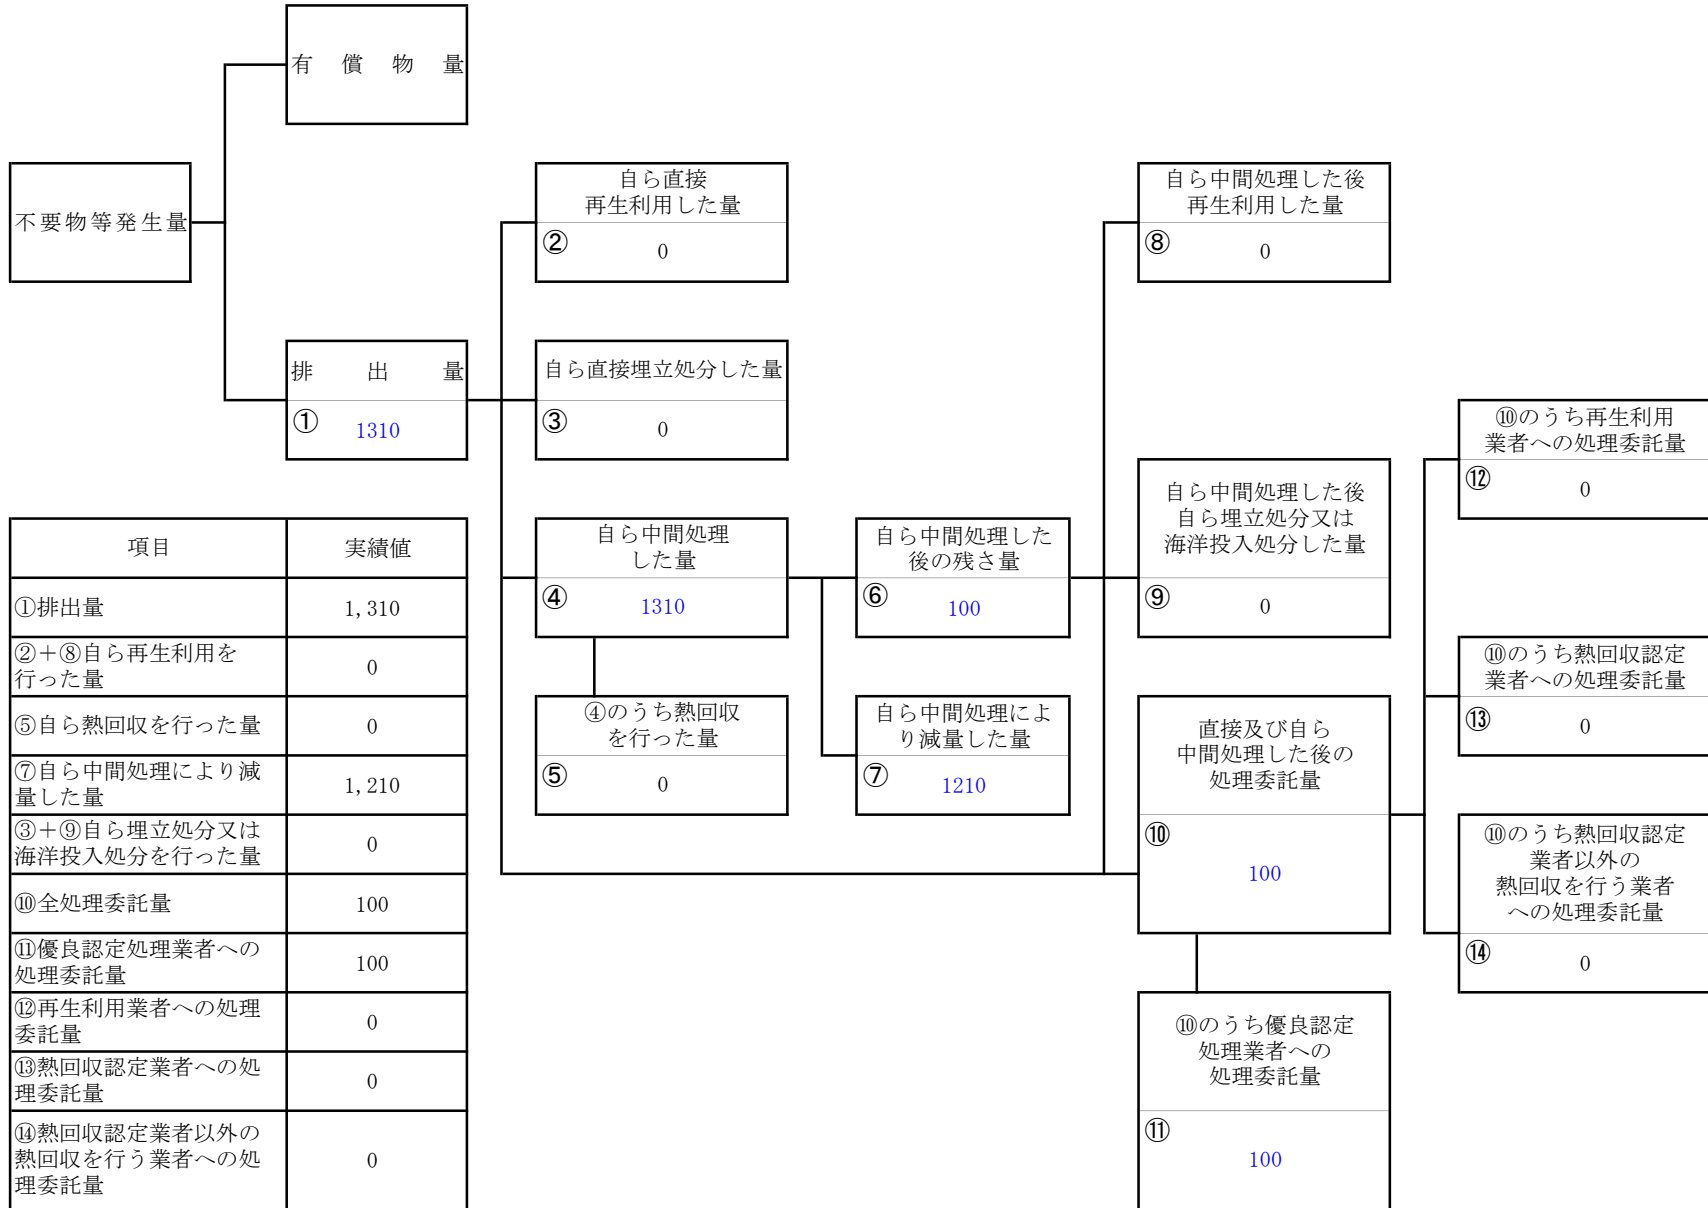 有償物量
不要物等発生量
自ら直接
再生利用した量
②
0
自ら中間処理した後
再生利用した量
⑧
0
排出量
①
1310
自ら直接埋立処分した量
③
0
⑩のうち再生利用
業者への処理委託量
⑫
0
自ら中間処理した後
自ら埋立処分又は
海洋投入処分した量
⑨
0
自ら中間処理
した量
④
1310
自ら中間処理した
後の残さ量
⑥
100
④のうち熱回収
を行った量
⑤
0
自ら中間処理によ
り減量した量
⑦
1210
直接及び自ら
中間処理した後の
処理委託量
⑩
100
⑩のうち熱回収認定
業者への処理委託量
⑬
0
⑩のうち熱回収認定
業者以外の
熱回収を行う業者
への処理委託量
⑭
0
⑩のうち優良認定
処理業者への
処理委託量
⑪
100
項目 実績値
①排出量 1,310
②+⑧自ら再生利用を
行った量 0
⑤自ら熱回収を行った量 0
⑦自ら中間処理により減
量した量 1,210
③+⑨自ら埋立処分又は
海洋投入処分を行った量 0
⑩全処理委託量 100
⑪優良認定処理業者への
処理委託量 100
⑫再生利用業者への処理
委託量 0
⑬熱回収認定業者への処
理委託量 0
⑭熱回収認定業者以外の
熱回収を行う業者への処
理委託量 0